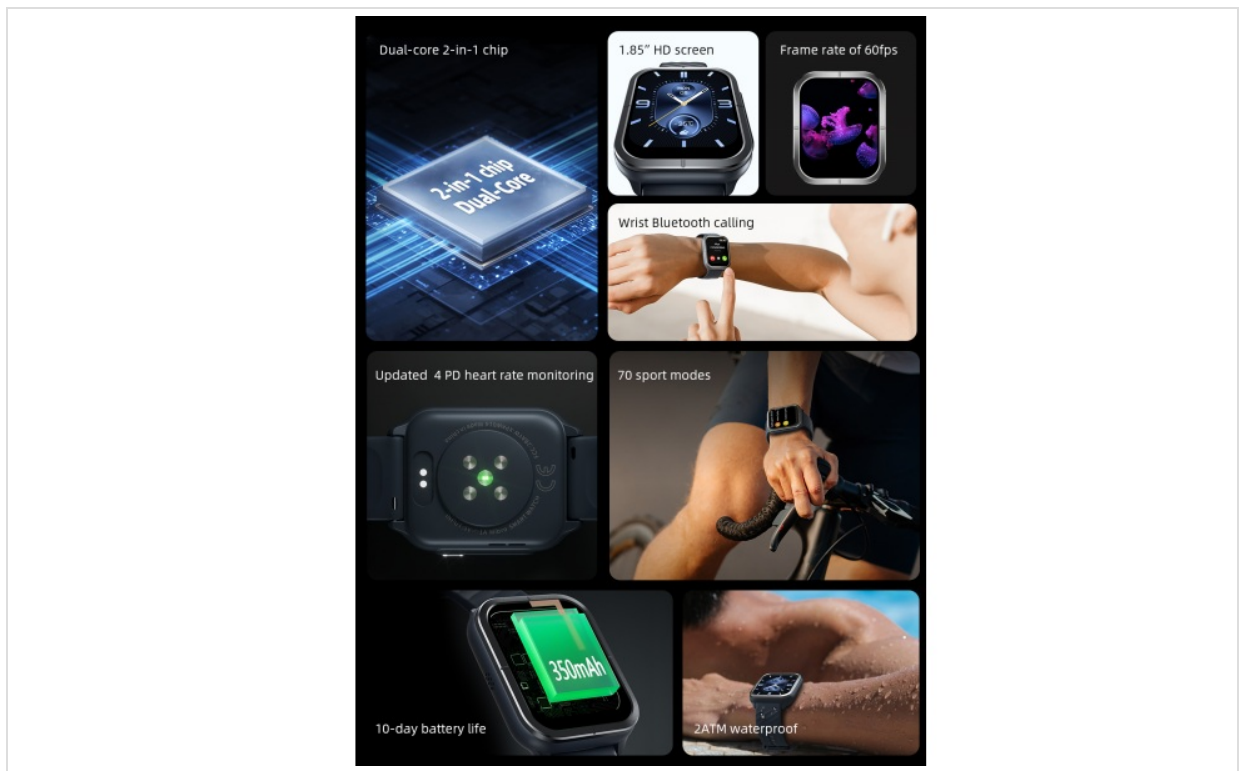 Dual-core 2-in-1 chip
2-in-1 chip
Dual-Core
1.85″ HD screen
Frame rate of 60fps
Wrist Bluetooth calling
Updated 4 PD heart rate monitoring
70 sport modes
350mAh
10-day battery life
2ATM waterproof